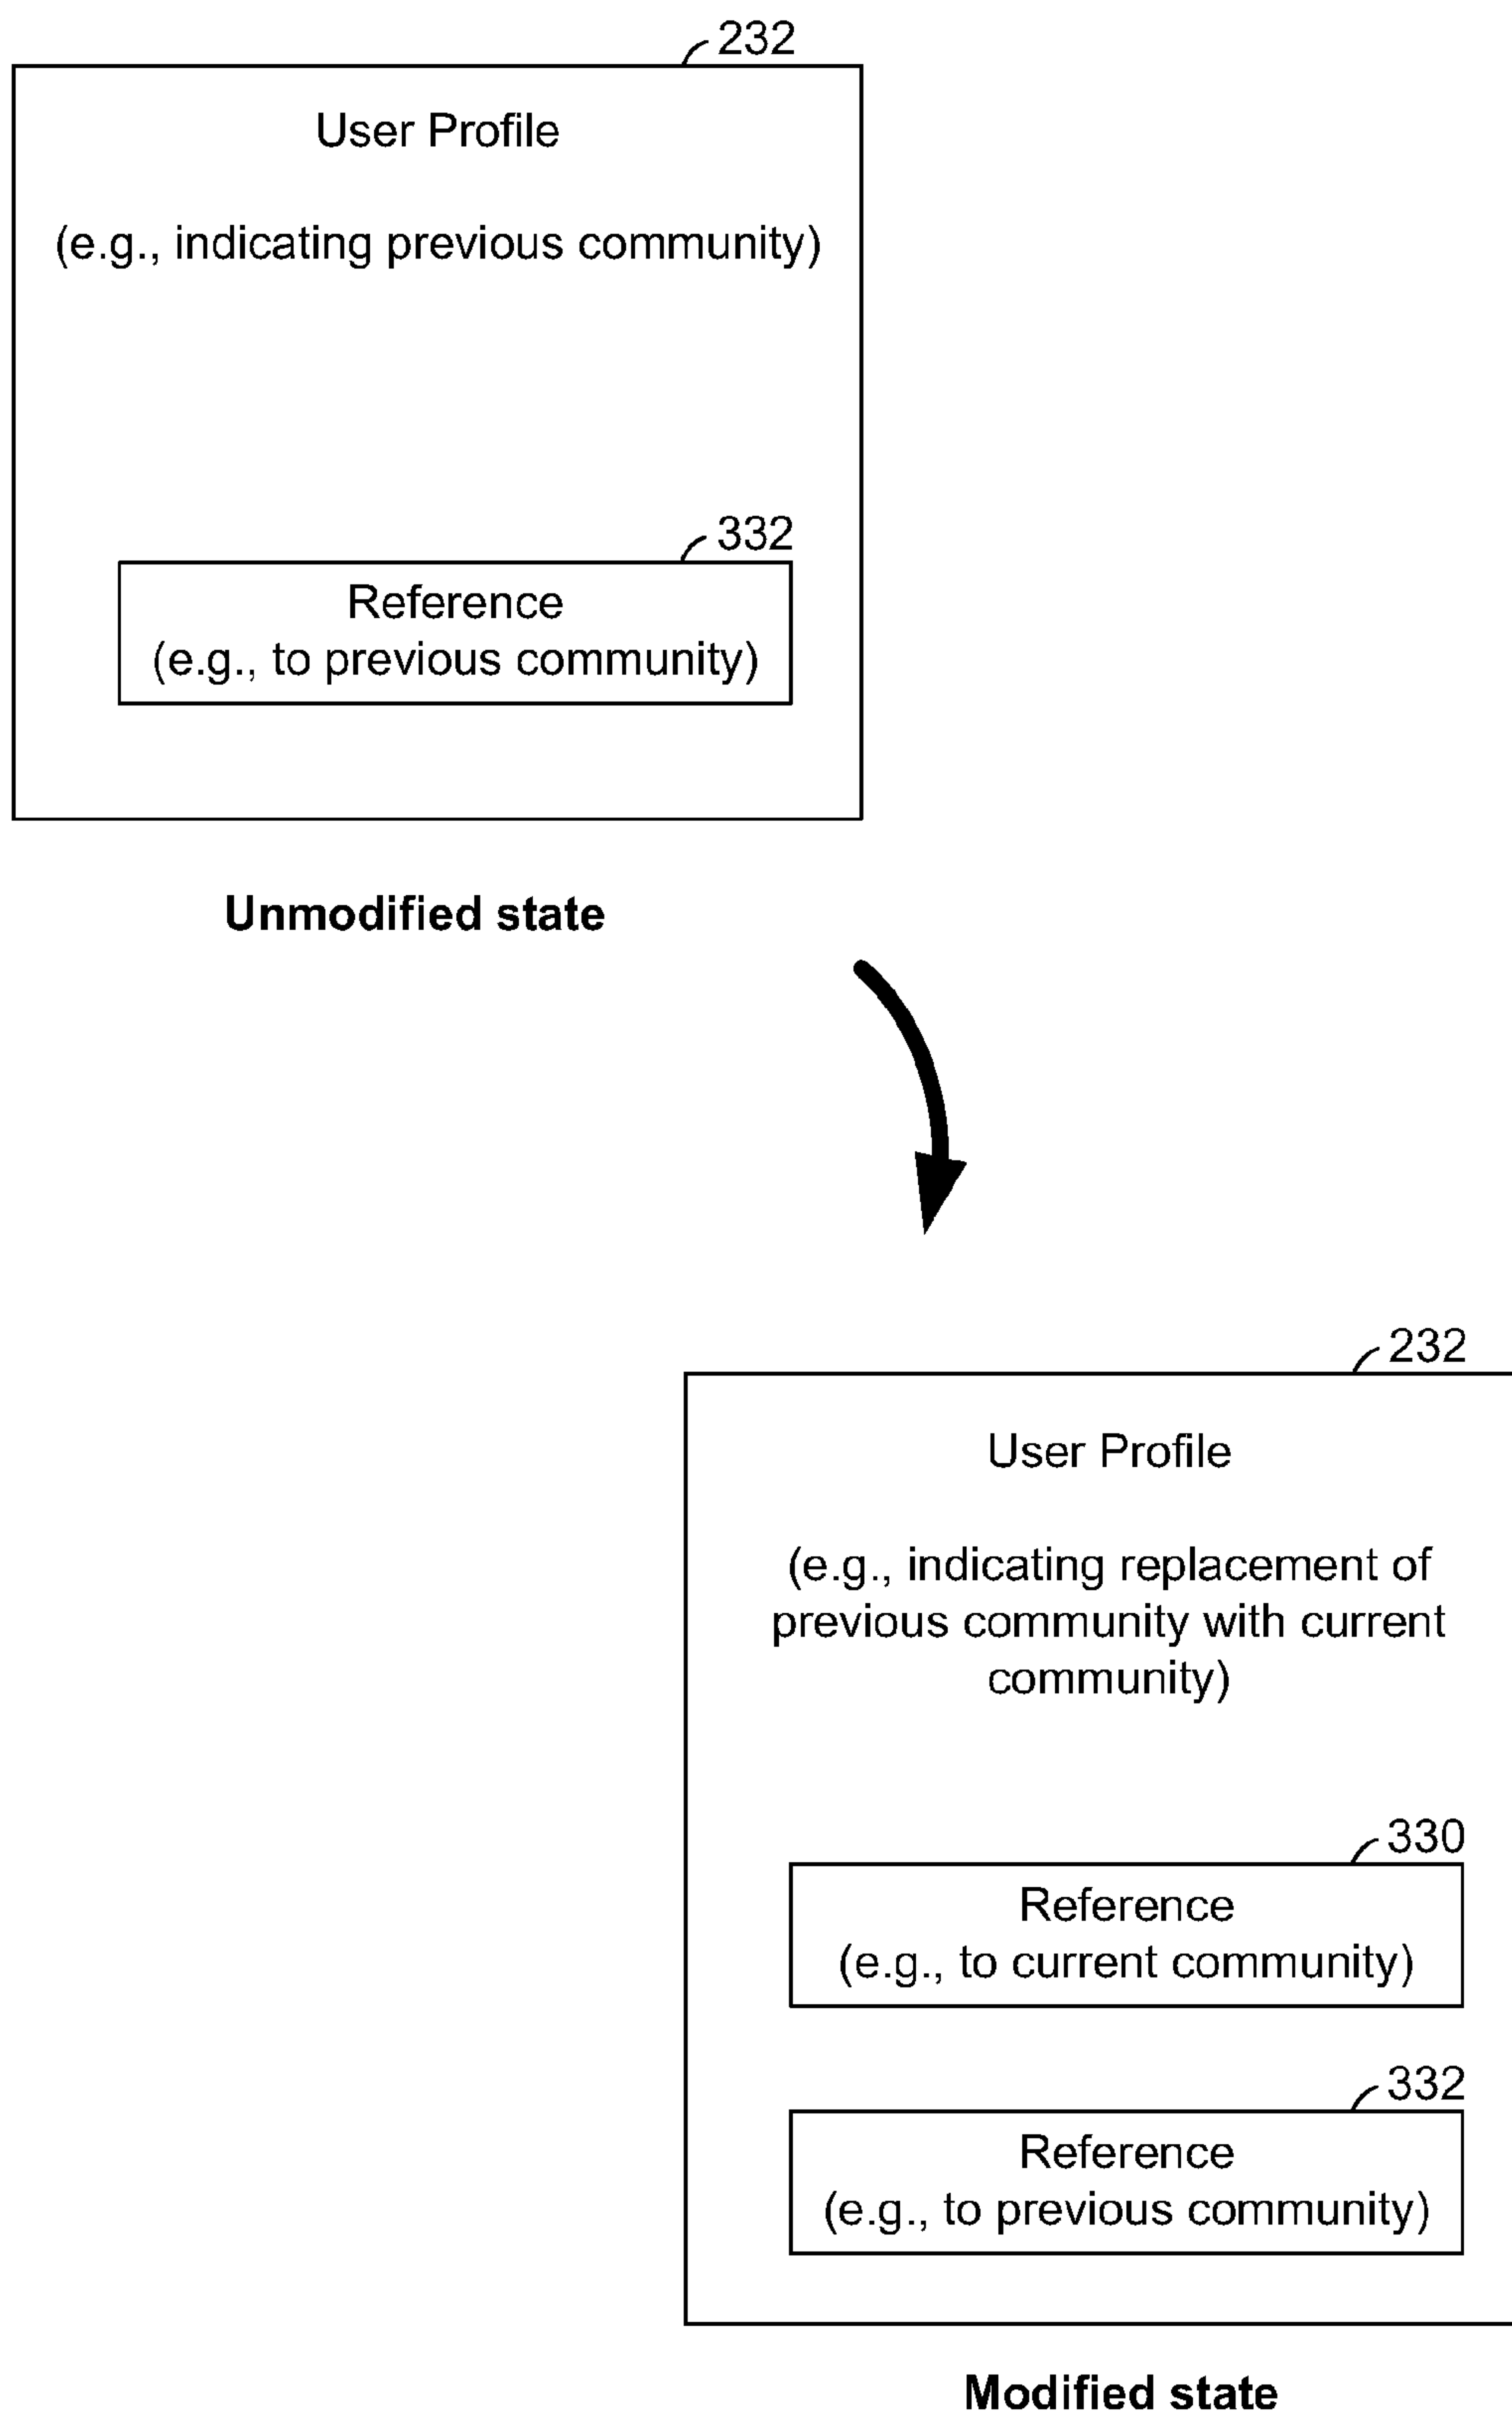 232
User Profile
(e.g., indicating previous community)
332
Reference
(e.g., to previous community)
Unmodified state
232
User Profile
(e.g., indicating replacement of
previous community with current
community)
330
Reference
(e.g., to current community)
332
Reference
(e.g., to previous community)
Modified state